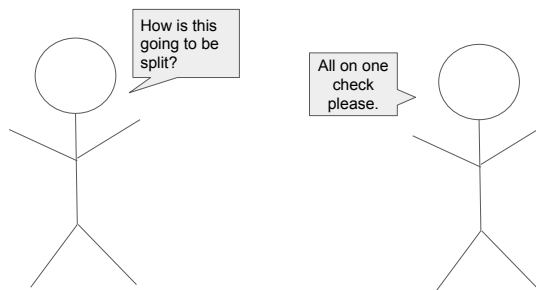 How is this
going to be
split?
All on one
check
please.